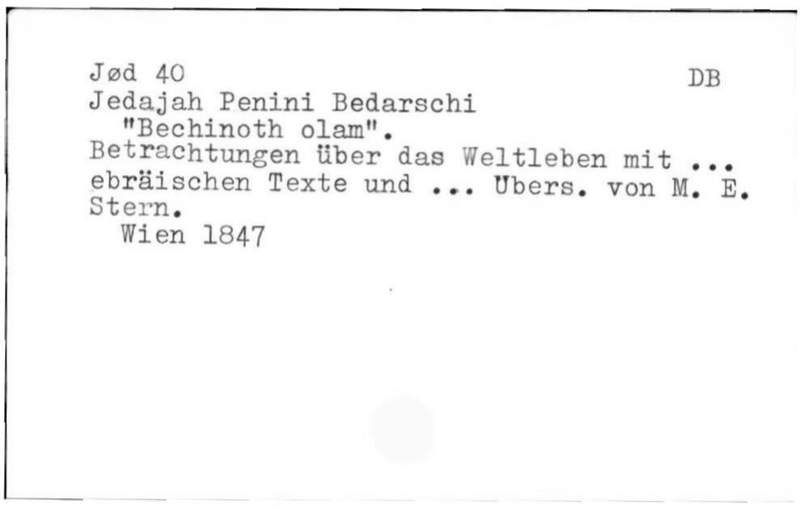 Jød 40 DB
Jedajah Penini Bedarschi
"Bechinoth olam".
Betrachtungen über das Weltleben mit ...
ebräischen Texte und ... Ubers. von M. E.
Stern.
Wien 1847